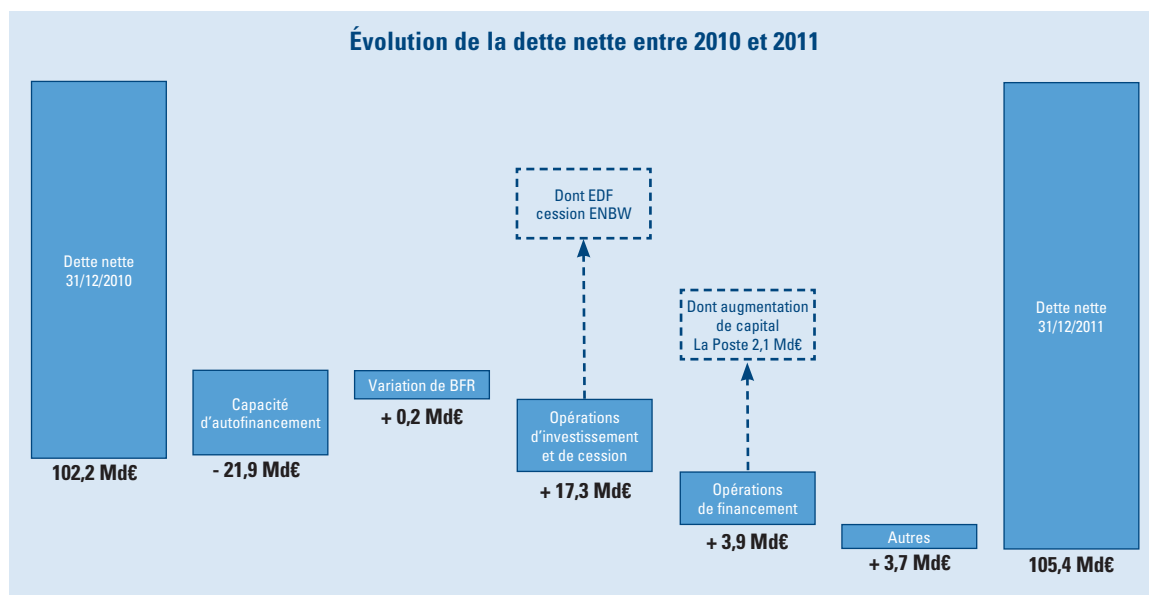 Évolution de la dette nette entre 2010 et 2011
Dette nette
31/12/2010
102,2 Md€
Capacité
d'autofinancement
- 21,9 Md€
Variation de BFR
+ 0,2 Md€
Dont EDF
cession ENBW
Opérations
d'investissement
et de cession
+ 17,3 Md€
Dont augmentation
de capital
La Poste 2,1 Md€
Opérations
de financement
+ 3,9 Md€
Autres
+ 3,7 Md€
Dette nette
31/12/2011
105,4 Md€